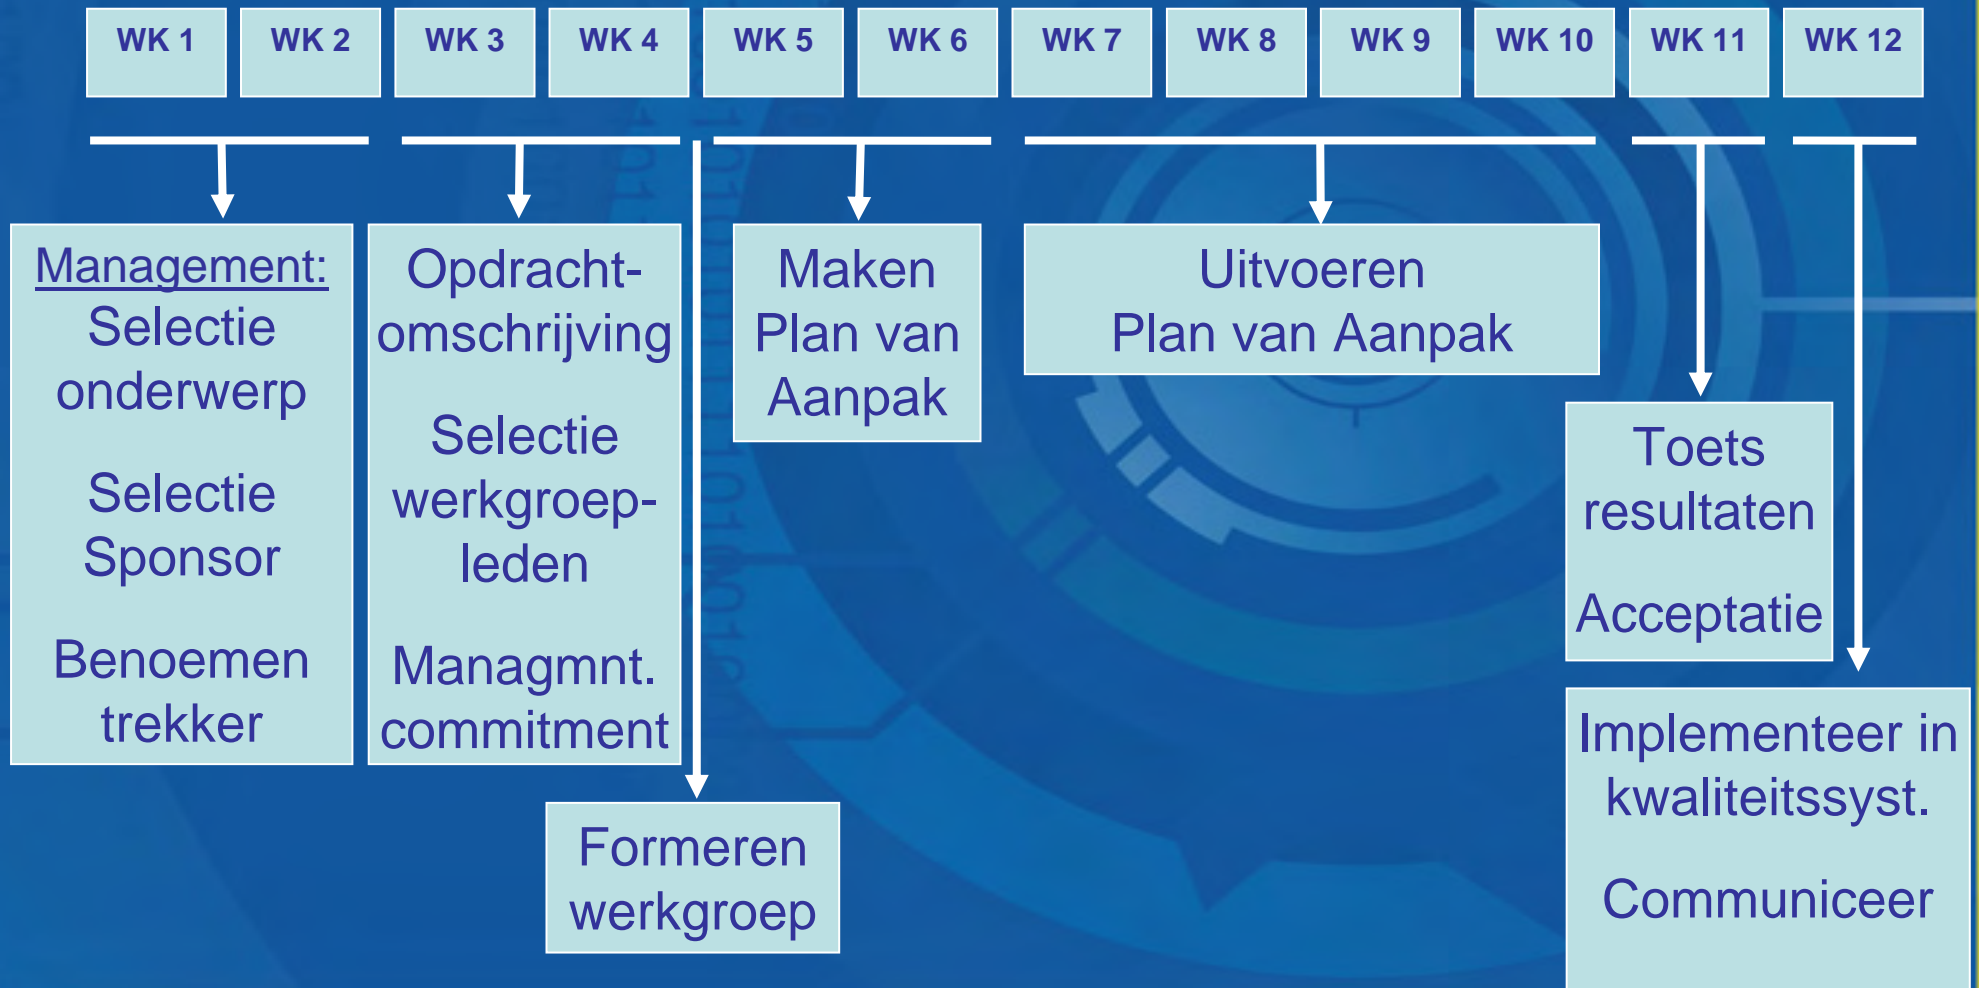 WK 1
WK 2
WK 3
WK 4
WK 5
WK 6
WK 7
WK 8
WK 9
WK 10
WK 11
WK 12
Management:
Selectie
onderwerp
Selectie
Sponsor
Benoemen
trekker
Opdracht-
omschrijving
Selectie
werkgroep-
leden
Managmnt.
commitment
Formeren
werkgroep
Maken
Plan van
Aanpak
Uitvoeren
Plan van Aanpak
Toets
resultaten
Acceptatie
Implementeer in
kwaliteitssyst.
Communiceer